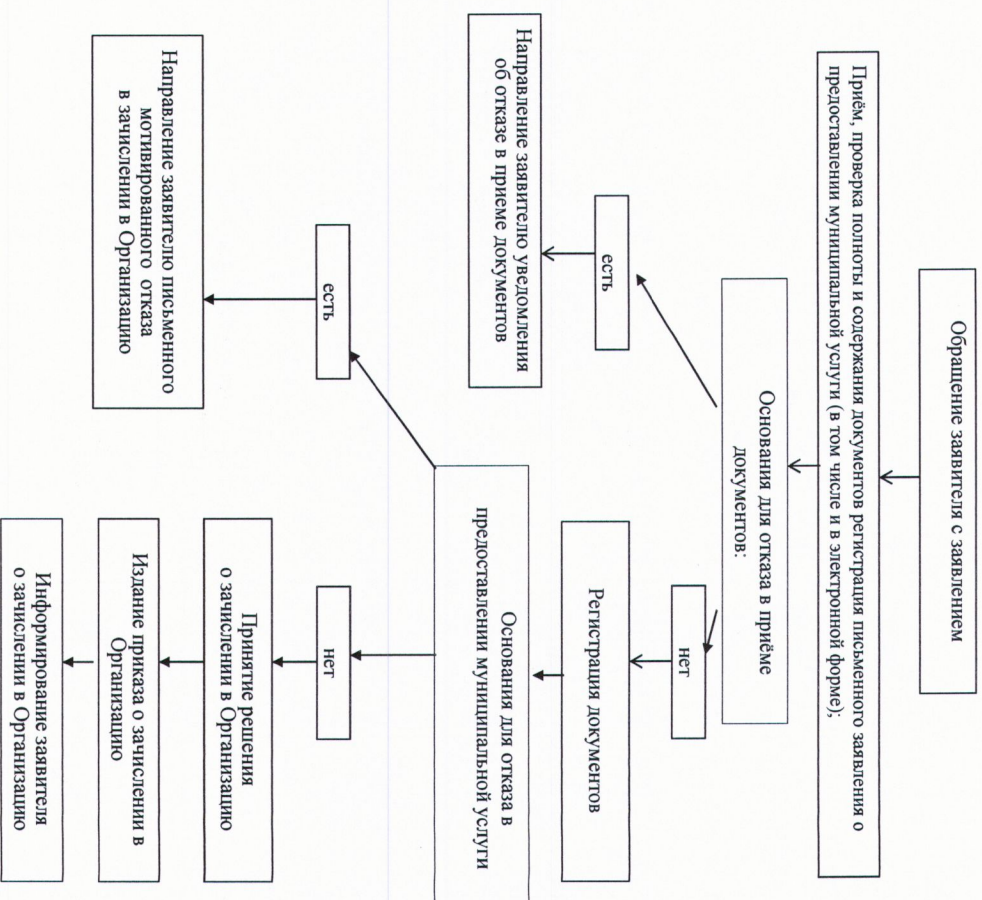 Обращение заявителя с заявлением
Приём, проверка полноты и содержания документов регистрация письменного заявления о
предоставлении муниципальной услуги (в том числе и в электронной форме);
Основания для отказа в приёме
документов:
есть
нет
Направление заявителю уведомления
об отказе в приеме документов
Регистрация документов
Основания для отказа в
предоставлении муниципальной услуги
есть
нет
Направление заявителю письменного
мотивированного отказа
в зачислении в Организацию
Принятие решения
о зачислении в Организацию
Издание приказа о зачислении в
Организацию
Информирование заявителя
о зачислении в Организацию